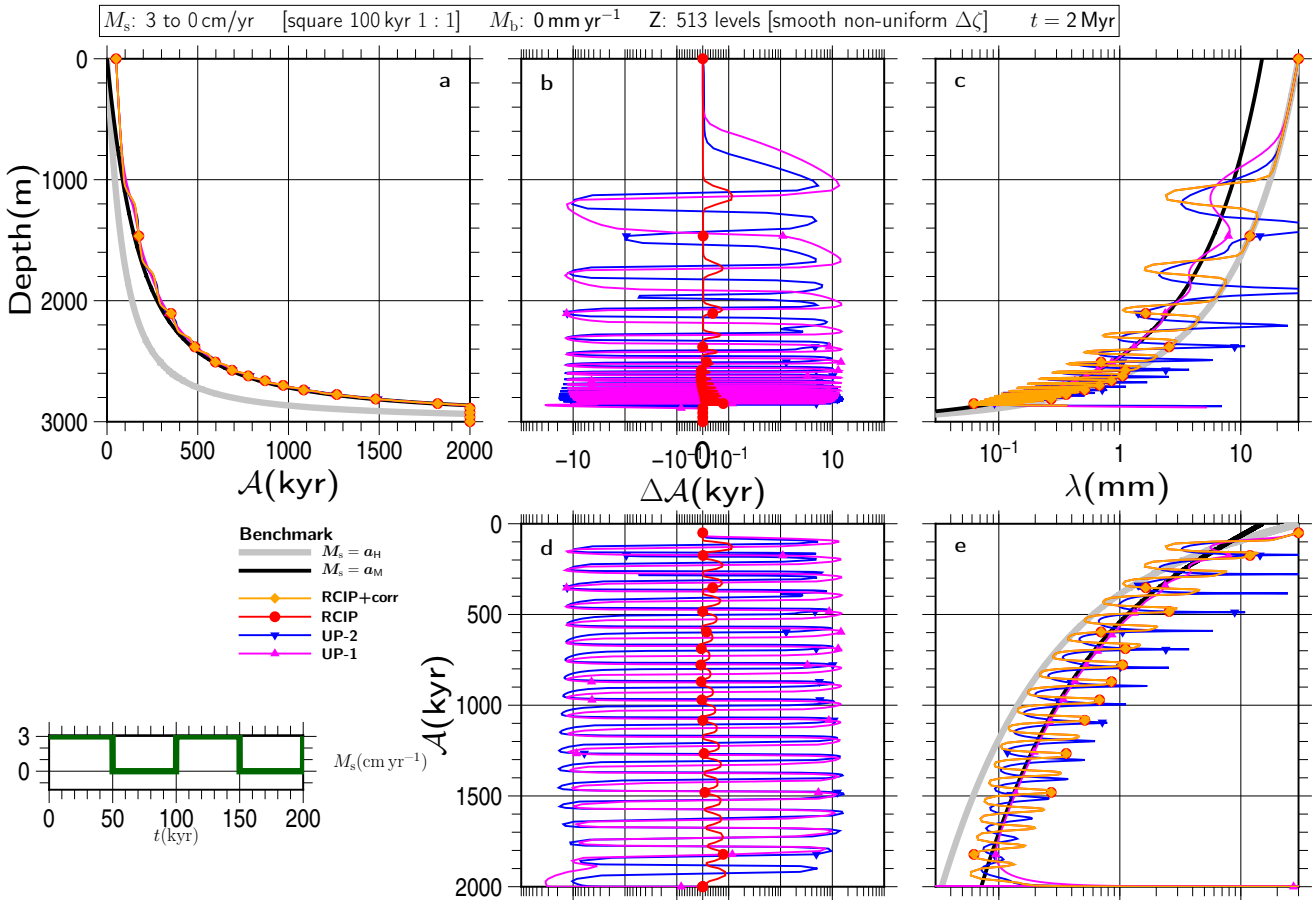 Mₛ: 3 to 0 cm/yr [square 100 kyr 1 : 1] M_b: 0 mm yr⁻¹ Z: 513 levels [smooth non-uniform Δζ] t = 2 Myr
a b c
Depth(m)
0
1000
2000
3000
0 500 1000 1500 2000
−10 −10⁻¹ 0 10⁻¹ 10
10⁻¹ 1 10
𝒜(kyr) Δ𝒜(kyr) λ(mm)
Benchmark
Mₛ = a_H
Mₛ = a_M
RCIP+corr
RCIP
UP-2
UP-1
3
0
Mₛ(cm yr⁻¹)
0 50 100 150 200
t(kyr)
d e
𝒜(kyr)
0
500
1000
1500
2000